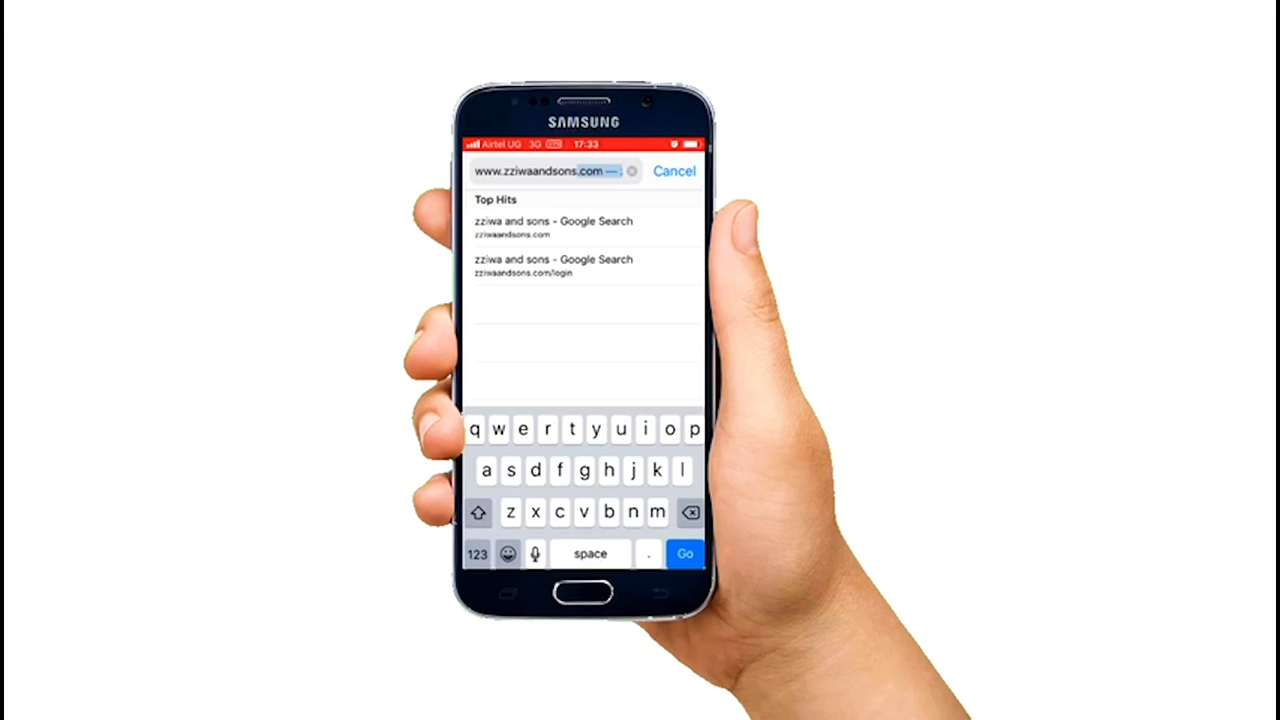 SAMSUNG
Airtel UG 3G 17:33
www.zziwaandsons.com — Cancel
Top Hits
zziwa and sons - Google Search
zziwaandsons.com
zziwa and sons - Google Search
zziwaandsons.com/login
q w e r t y u i o p
a s d f g h j k l
z x c v b n m
123 space . Go